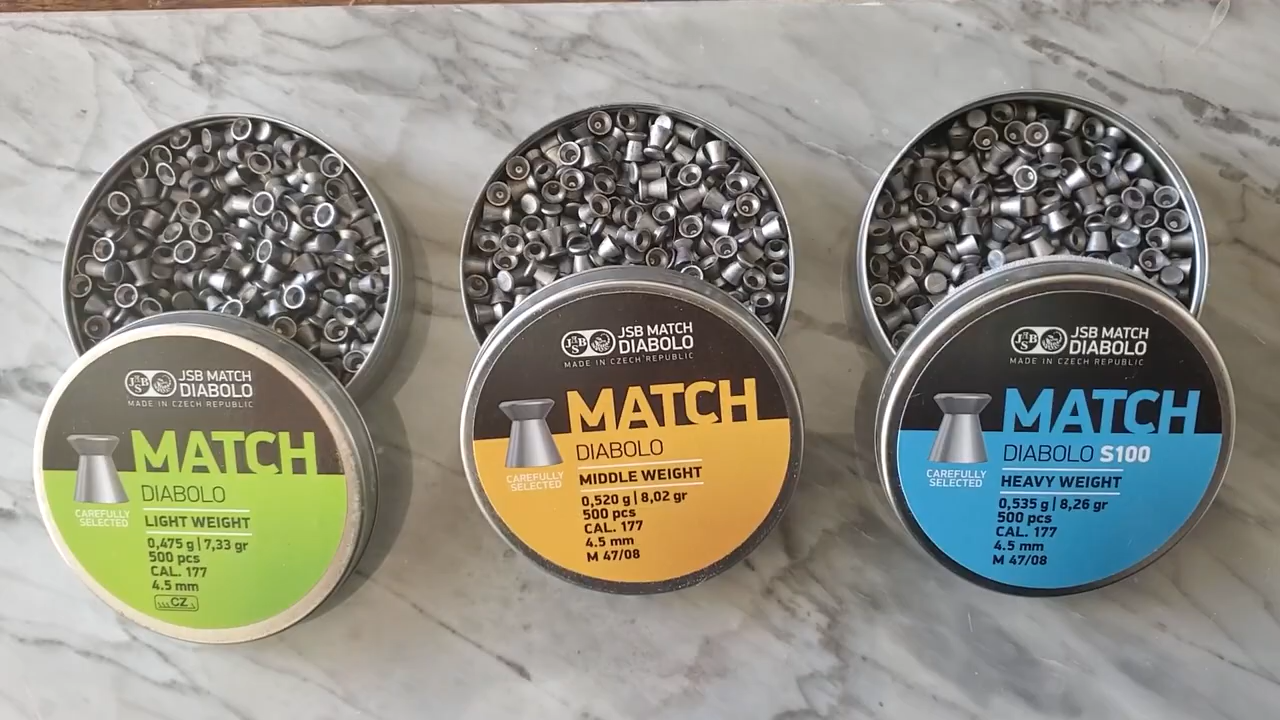 JSB
JSB MATCH
DIABOLO
MADE IN CZECH REPUBLIC
MATCH
DIABOLO
CAREFULLY
SELECTED
LIGHT WEIGHT
0,475 g | 7,33 gr
500 pcs
CAL. 177
4.5 mm
CZ
JSB
JSB MATCH
DIABOLO
MADE IN CZECH REPUBLIC
MATCH
DIABOLO
CAREFULLY
SELECTED
MIDDLE WEIGHT
0,520 g | 8,02 gr
500 pcs
CAL. 177
4.5 mm
M 47/08
JSB
JSB MATCH
DIABOLO
MADE IN CZECH REPUBLIC
MATCH
DIABOLO S100
CAREFULLY
SELECTED
HEAVY WEIGHT
0,535 g | 8,26 gr
500 pcs
CAL. 177
4.5 mm
M 47/08